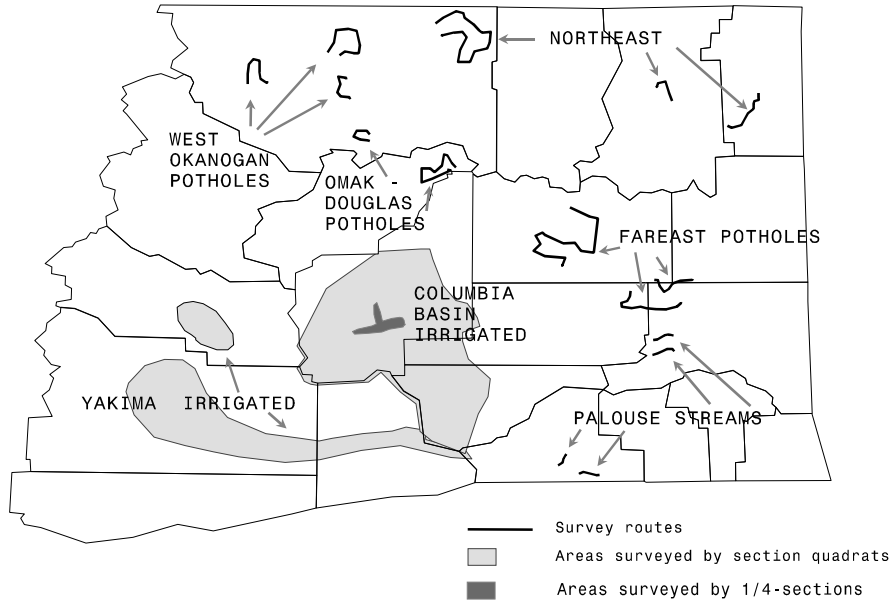 NORTHEAST
WEST
OKANOGAN
POTHOLES
OMAK -
DOUGLAS
POTHOLES
FAREAST POTHOLES
COLUMBIA
BASIN
IRRIGATED
YAKIMA IRRIGATED
PALOUSE STREAMS
Survey routes
Areas surveyed by section quadrats
Areas surveyed by 1/4-sections